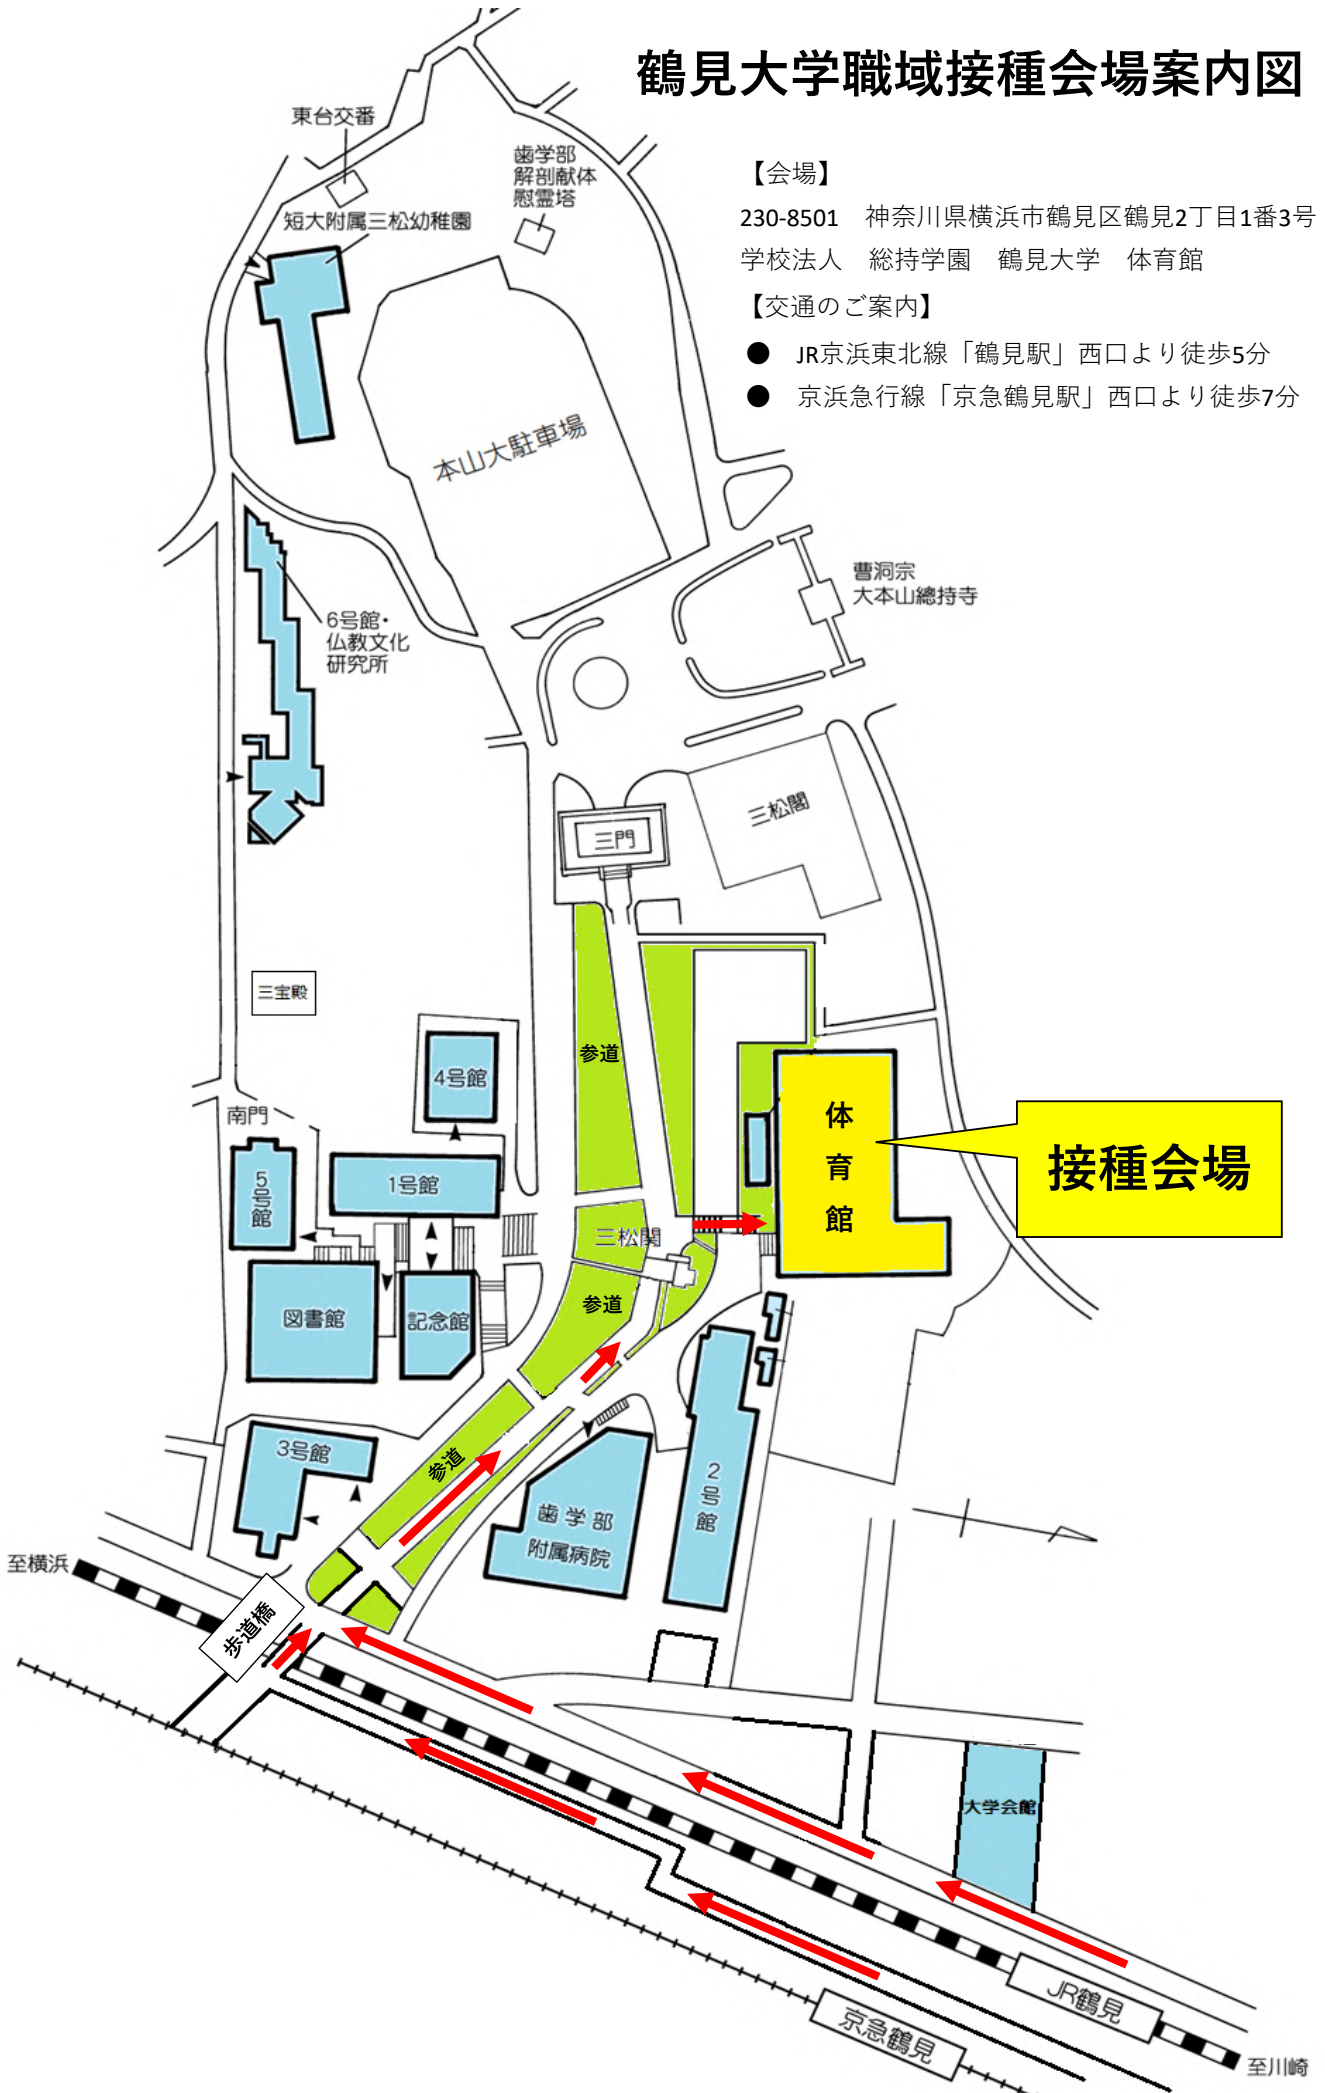 鶴見大学職域接種会場案内図
【会場】
230-8501　神奈川県横浜市鶴見区鶴見2丁目1番3号
学校法人　総持学園　鶴見大学　体育館
【交通のご案内】
●　JR京浜東北線「鶴見駅」西口より徒歩5分
●　京浜急行線「京急鶴見駅」西口より徒歩7分
東台交番
歯学部
解剖献体
慰霊塔
短大附属三松幼稚園
本山大駐車場
曹洞宗
大本山總持寺
6号館・
仏教文化
研究所
三松閣
三門
三宝殿
参道
4号館
南門
体育館
接種会場
5号館
1号館
三松関
図書館
記念館
参道
3号館
参道
2号館
歯学部
附属病院
至横浜
歩道橋
大学会館
JR鶴見
京急鶴見
至川崎